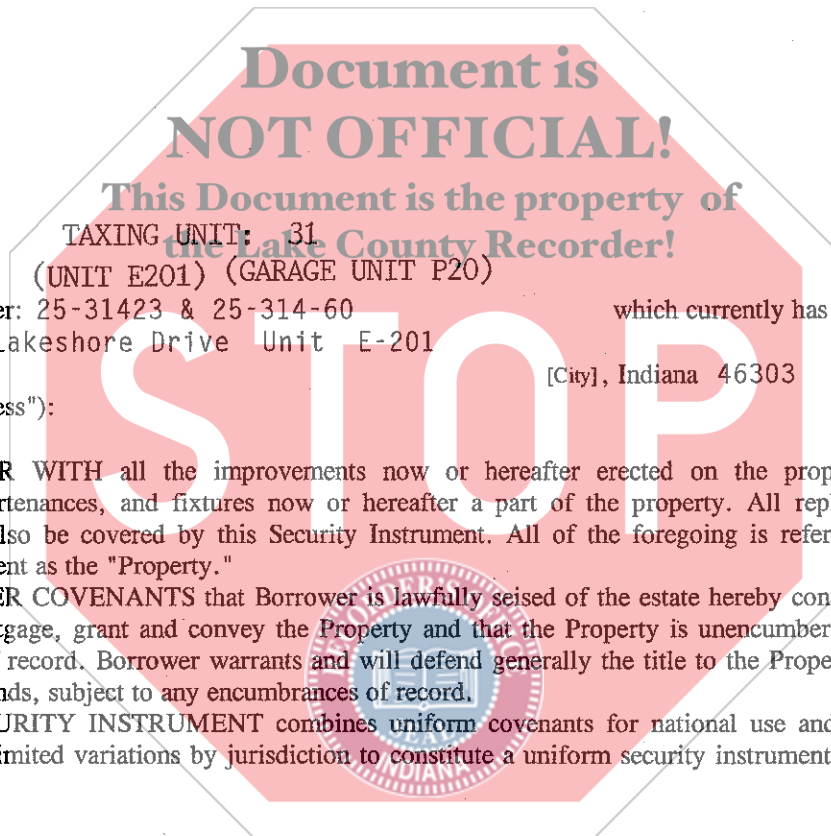 Document is
NOT OFFICIAL!
This Document is the property of
the Lake County Recorder!
TAXING UNIT: 31
(UNIT E201) (GARAGE UNIT P20)
er: 25-31423 & 25-314-60 which currently has
Lakeshore Drive Unit E-201
[City], Indiana 46303
ess"):
STOP
R WITH all the improvements now or hereafter erected on the prop
rtenances, and fixtures now or hereafter a part of the property. All rep
lso be covered by this Security Instrument. All of the foregoing is refer
ent as the "Property."
ER COVENANTS that Borrower is lawfully seised of the estate hereby con
tgage, grant and convey the Property and that the Property is unencumber
f record. Borrower warrants and will defend generally the title to the Prope
nds, subject to any encumbrances of record.
URITY INSTRUMENT combines uniform covenants for national use and
imited variations by jurisdiction to constitute a uniform security instrument
RECORDER'S OFFICE
SEAL
INDIANA